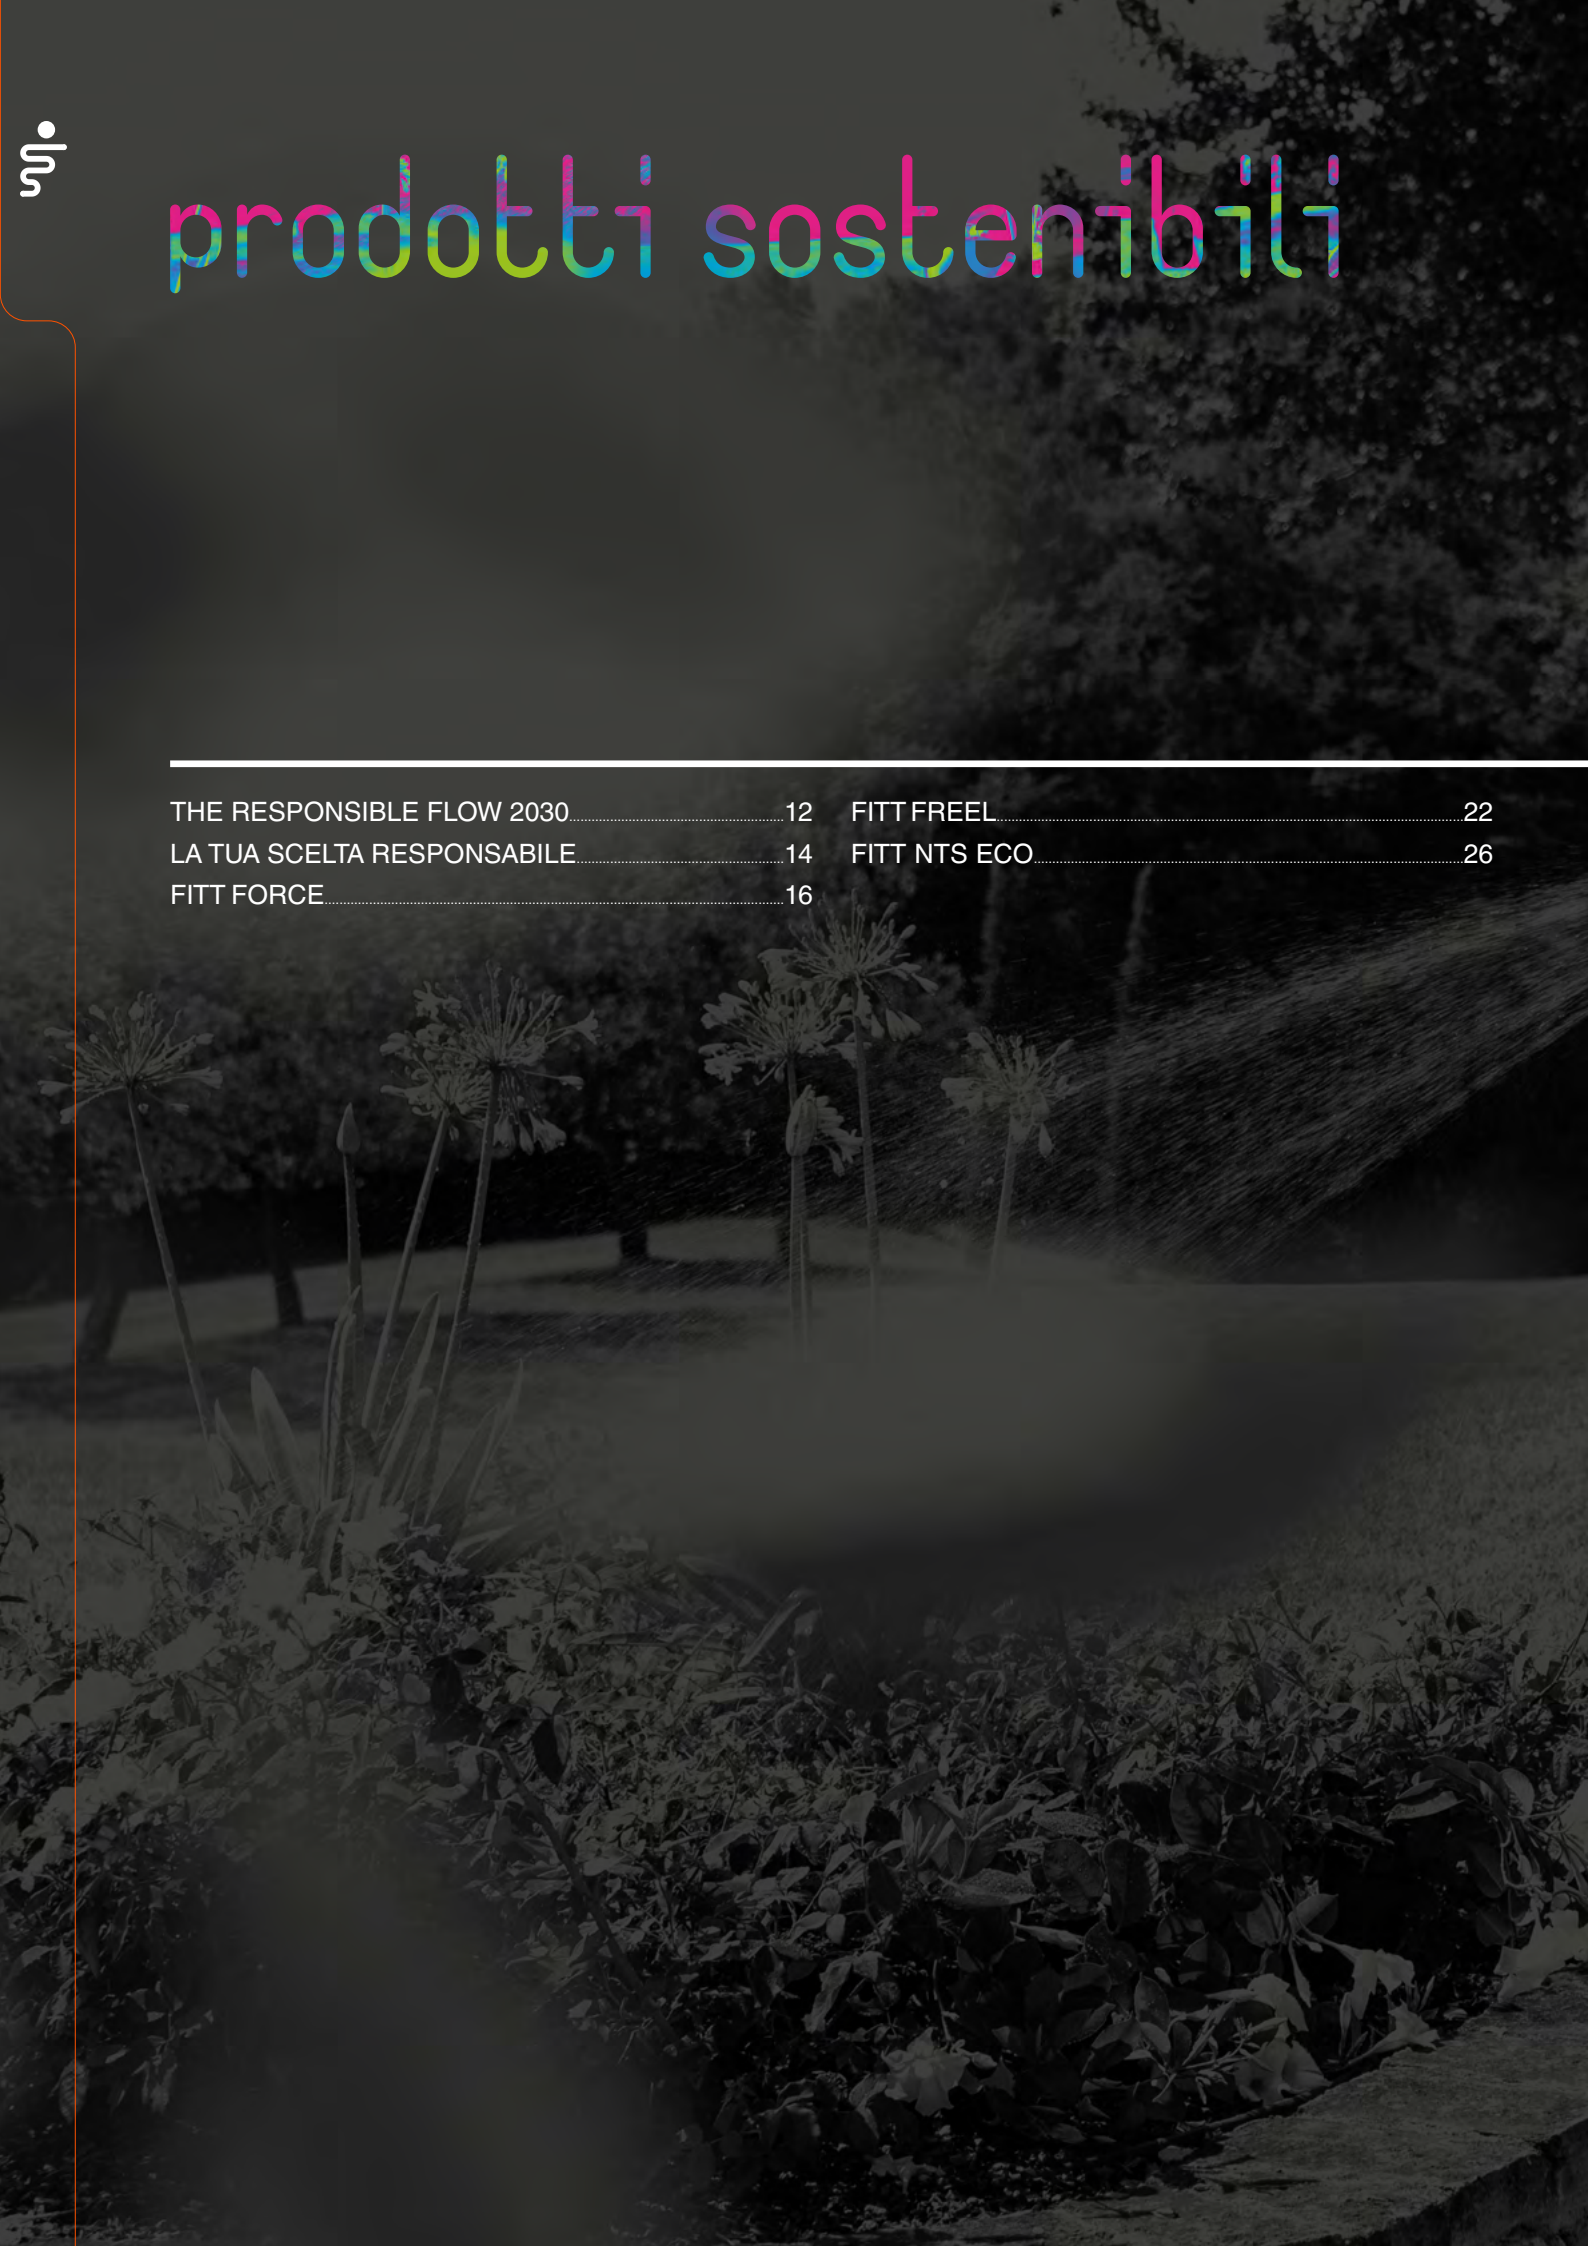 prodotti sostenibili
THE RESPONSIBLE FLOW 2030 12
LA TUA SCELTA RESPONSABILE 14
FITT FORCE 16
FITT FREEL 22
FITT NTS ECO 26